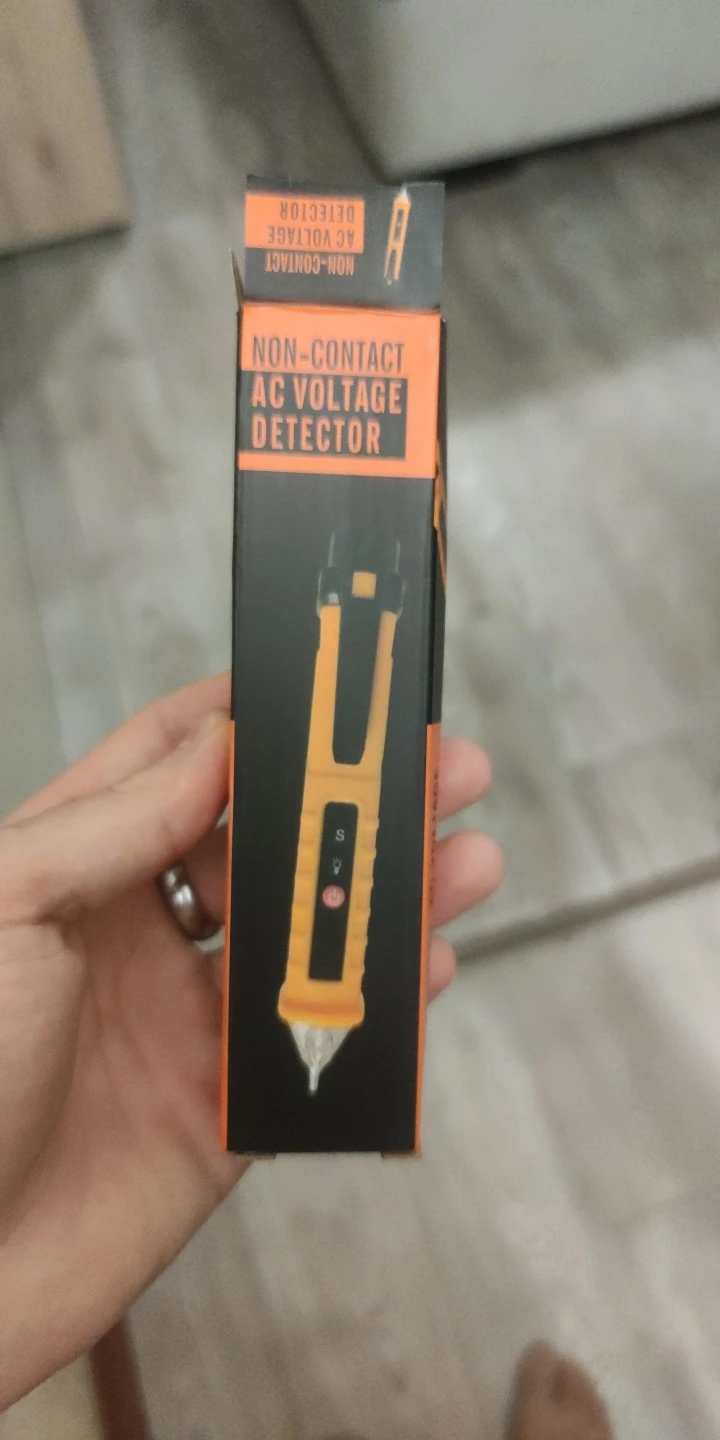 NON-CONTACT
AC VOLTAGE
DETECTOR
NON-CONTACT
AC VOLTAGE
DETECTOR
S